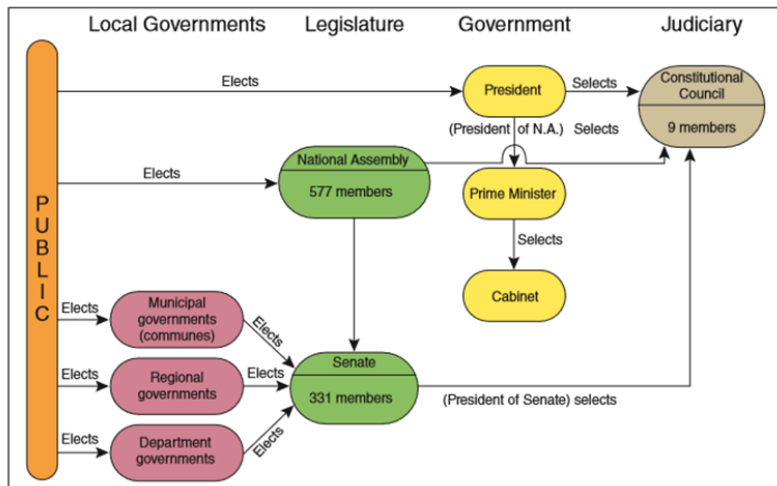 Local Governments Legislature Government Judiciary
PUBLIC
Elects
President
Selects
Constitutional
Council
9 members
(President of N.A.) Selects
Elects
National Assembly
577 members
Prime Minister
Selects
Cabinet
Elects
Municipal
governments
(communes)
Elects
Elects
Regional
governments
Elects
Senate
331 members
(President of Senate) selects
Elects
Department
governments
Elects